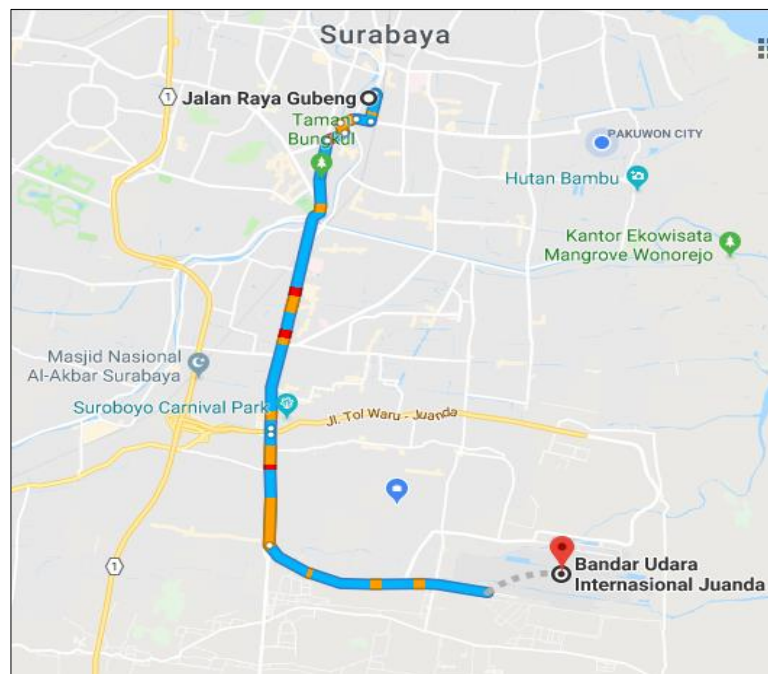 Surabaya
1
Jalan Raya Gubeng
Taman
Bungkul
PAKUWON CITY
Hutan Bambu
Kantor Ekowisata
Mangrove Wonorejo
Masjid Nasional
Al-Akbar Surabaya
Suroboyo Carnival Park
Jl. Tol Waru - Juanda
1
Bandar Udara
Internasional Juanda